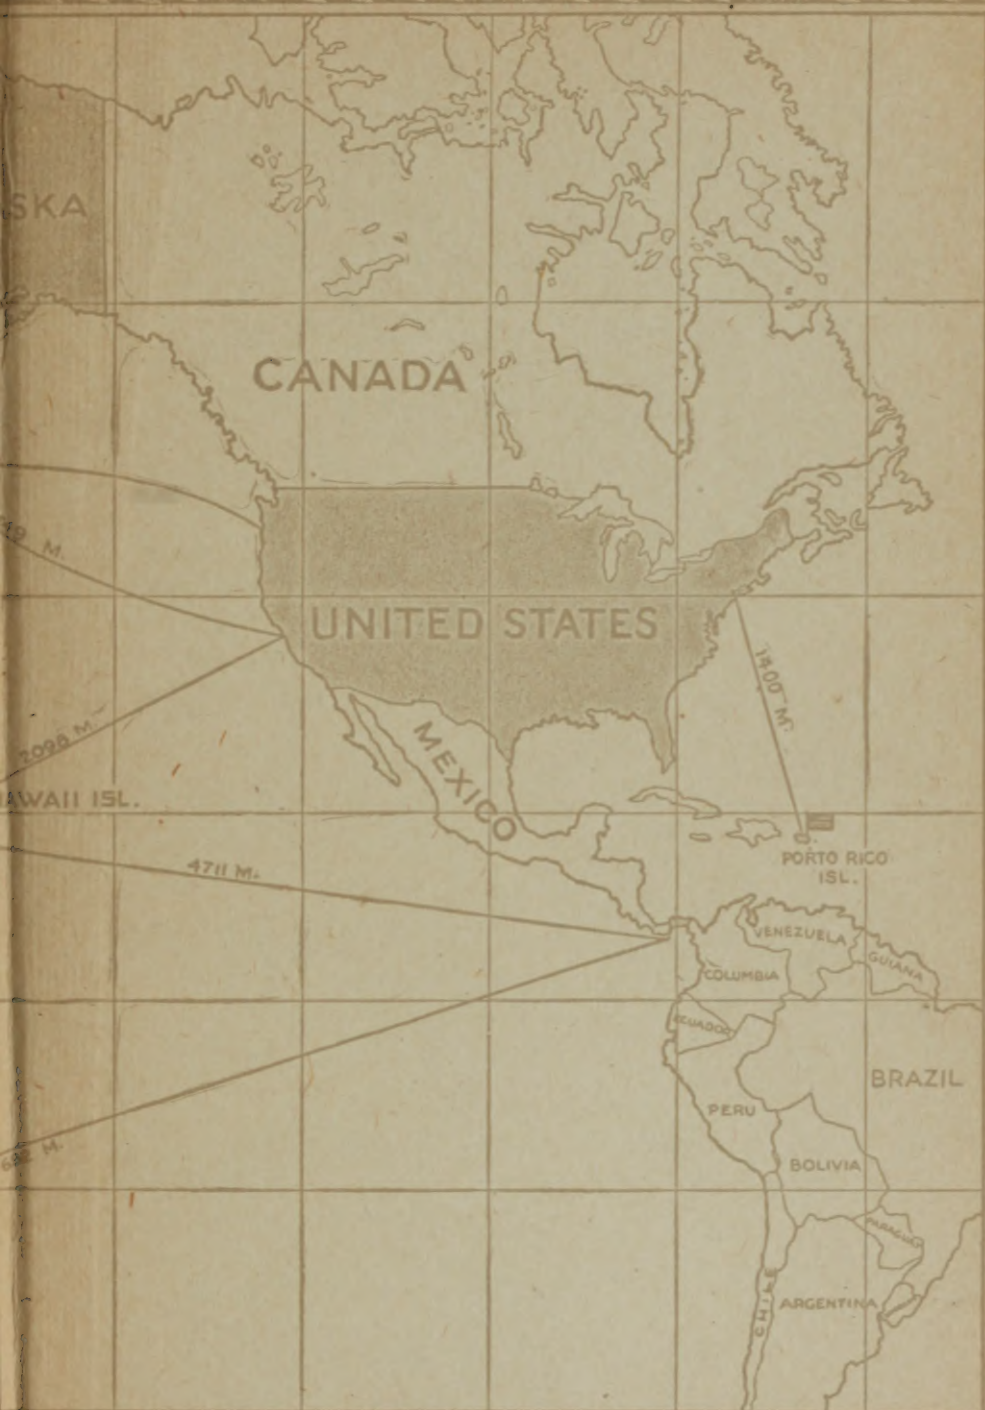 SKA
CANADA
M.
UNITED STATES
1400 M.
2098 M.
MEXICO
AWAII ISL.
4711 M.
PORTO RICO
ISL.
VENEZUELA
GUIANA
COLUMBIA
ECUADOR
BRAZIL
PERU
M.
BOLIVIA
PARAGUAY
CHILE
ARGENTINA